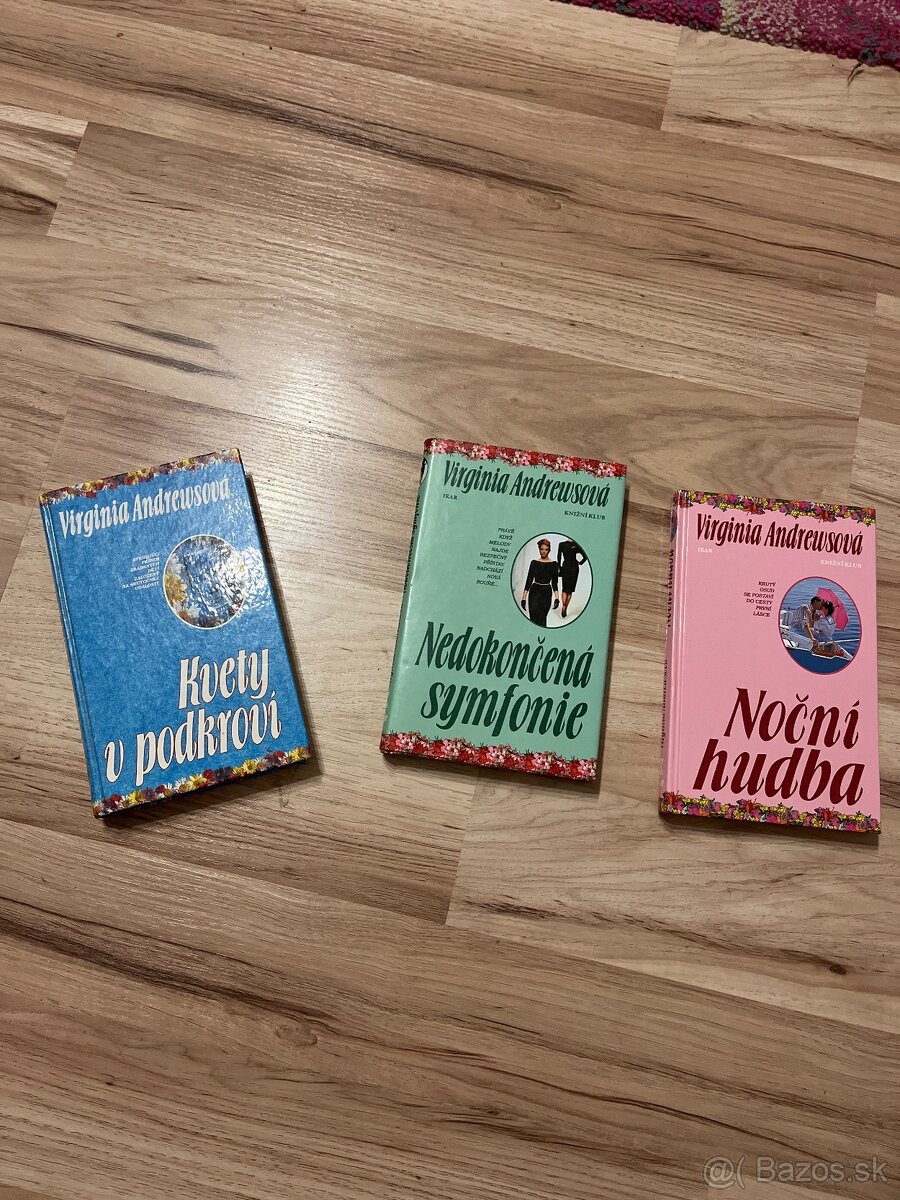 Virginia Andrewsová
Kvety
v podkroví
Virginia Andrewsová
IKAR
KNIŽNÍ KLUB
PRÁVĚ
KDYŽ
MELODY
NAJDE
BEZPEČNÝ
PŘÍSTAV,
NADCHÁZÍ
NOVÁ
BOUŘE...
Nedokončená
symfonie
Virginia Andrewsová
IKAR
KNIŽNÍ KLUB
KRUTÝ
OSUD
SE POSTAVÍ
DO CESTY
PRVNÍ
LÁSCE
Noční
hudba
@( Bazos.sk